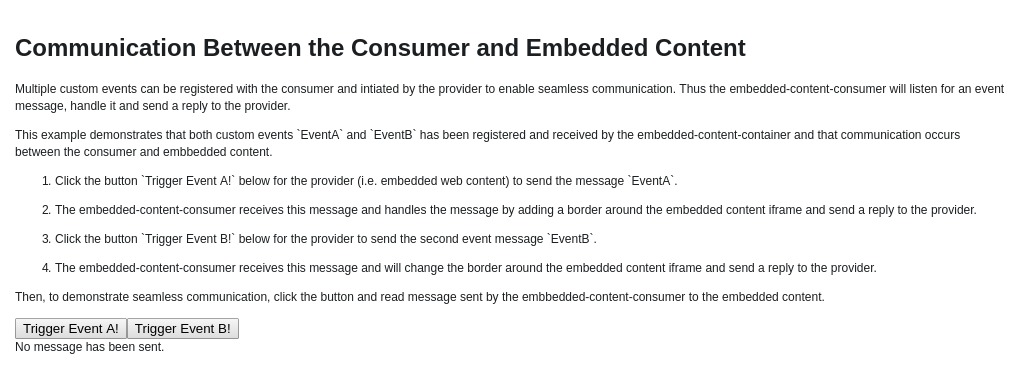 Communication Between the Consumer and Embedded Content
Multiple custom events can be registered with the consumer and intiated by the provider to enable seamless communication. Thus the embedded-content-consumer will listen for an event
message, handle it and send a reply to the provider.
This example demonstrates that both custom events `EventA` and `EventB` has been registered and received by the embedded-content-container and that communication occurs
between the consumer and embbedded content.
1. Click the button `Trigger Event A!` below for the provider (i.e. embedded web content) to send the message `EventA`.
2. The embedded-content-consumer receives this message and handles the message by adding a border around the embedded content iframe and send a reply to the provider.
3. Click the button `Trigger Event B!` below for the provider to send the second event message `EventB`.
4. The embedded-content-consumer receives this message and will change the border around the embedded content iframe and send a reply to the provider.
Then, to demonstrate seamless communication, click the button and read message sent by the embbedded-content-consumer to the embedded content.
Trigger Event A! Trigger Event B!
No message has been sent.